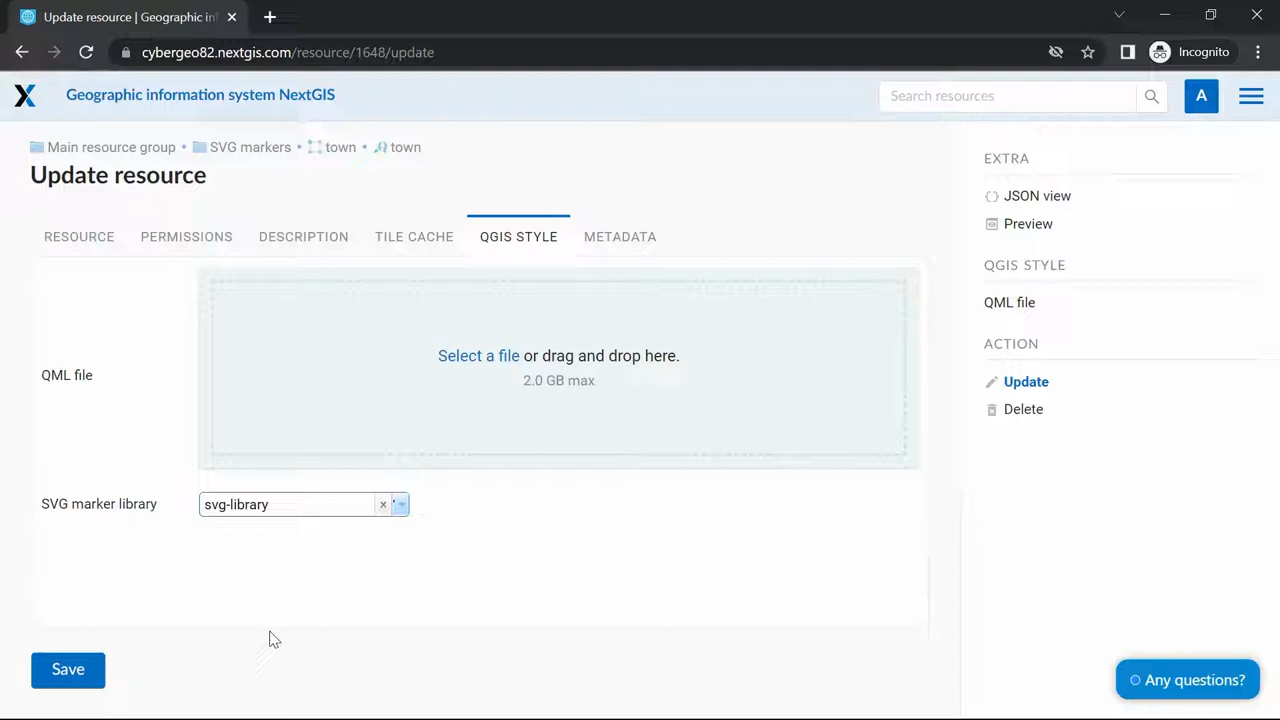 Update resource | Geographic in
cybergeo82.nextgis.com/resource/1648/update
Incognito
Geographic information system NextGIS
Search resources
A
Main resource group • SVG markers • town • town
Update resource
RESOURCE PERMISSIONS DESCRIPTION TILE CACHE QGIS STYLE METADATA
QML file
Select a file or drag and drop here.
2.0 GB max
SVG marker library
svg-library
Save
EXTRA
JSON view
Preview
QGIS STYLE
QML file
ACTION
Update
Delete
Any questions?